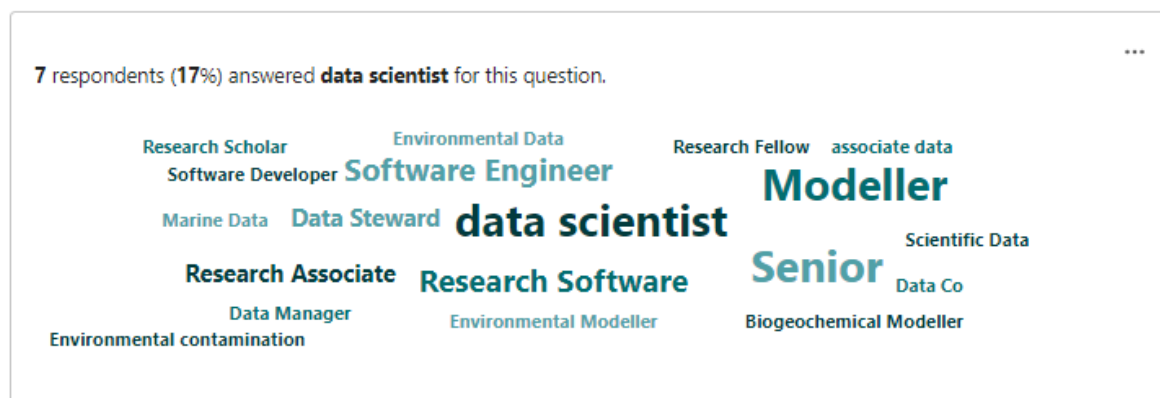 ...
7 respondents (17%) answered data scientist for this question.
Environmental Data
Research Scholar
Research Fellow
associate data
Software Developer
Software Engineer
Modeller
Marine Data
Data Steward
data scientist
Scientific Data
Research Associate
Research Software
Senior
Data Co
Data Manager
Environmental Modeller
Biogeochemical Modeller
Environmental contamination